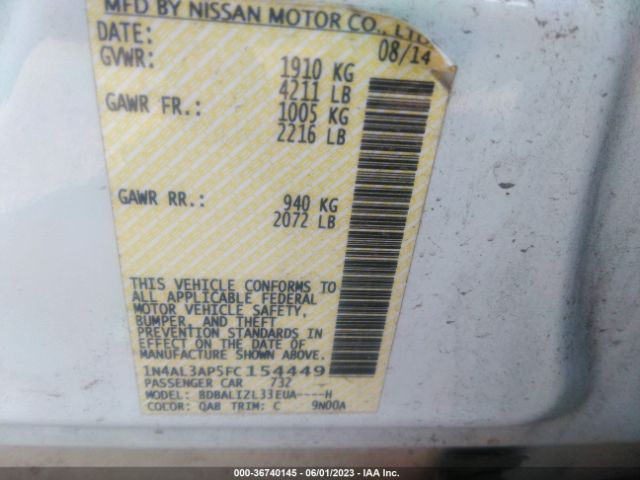 MFD BY NISSAN MOTOR CO., LTD
DATE: 08/14
GVWR: 1910 KG
4211 LB
GAWR FR.: 1005 KG
2216 LB
GAWR RR.: 940 KG
2072 LB
THIS VEHICLE CONFORMS TO
ALL APPLICABLE FEDERAL
MOTOR VEHICLE SAFETY,
BUMPER, AND THEFT
PREVENTION STANDARDS IN
EFFECT ON THE DATE OF
MANUFACTURE SHOWN ABOVE.
1N4AL3AP5FC154449
PASSENGER CAR 732
MODEL: BDBALIZL33EUA----H
COLOR: QAB TRIM: C 9N00A
000-36740145 - 06/01/2023 - IAA Inc.